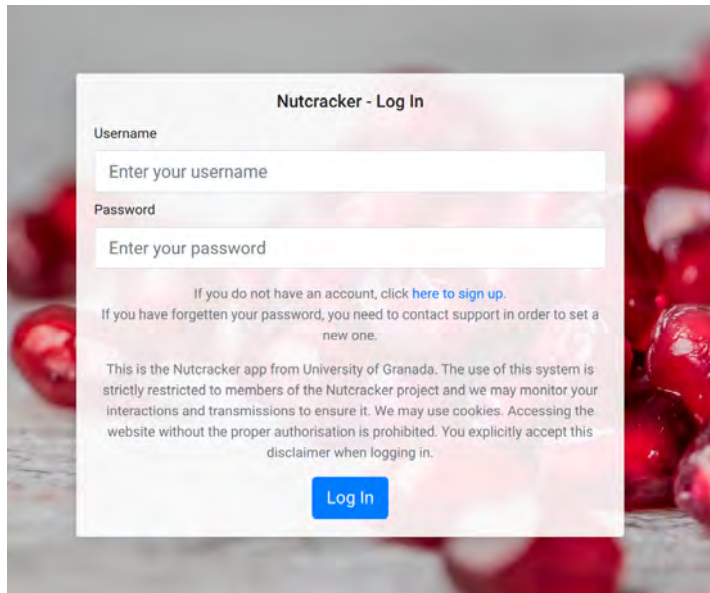 Nutcracker - Log In
Username
Enter your username
Password
Enter your password
If you do not have an account, click here to sign up.
If you have forgetten your password, you need to contact support in order to set a
new one.
This is the Nutcracker app from University of Granada. The use of this system is
strictly restricted to members of the Nutcracker project and we may monitor your
interactions and transmissions to ensure it. We may use cookies. Accessing the
website without the proper authorisation is prohibited. You explicitly accept this
disclaimer when logging in.
Log In